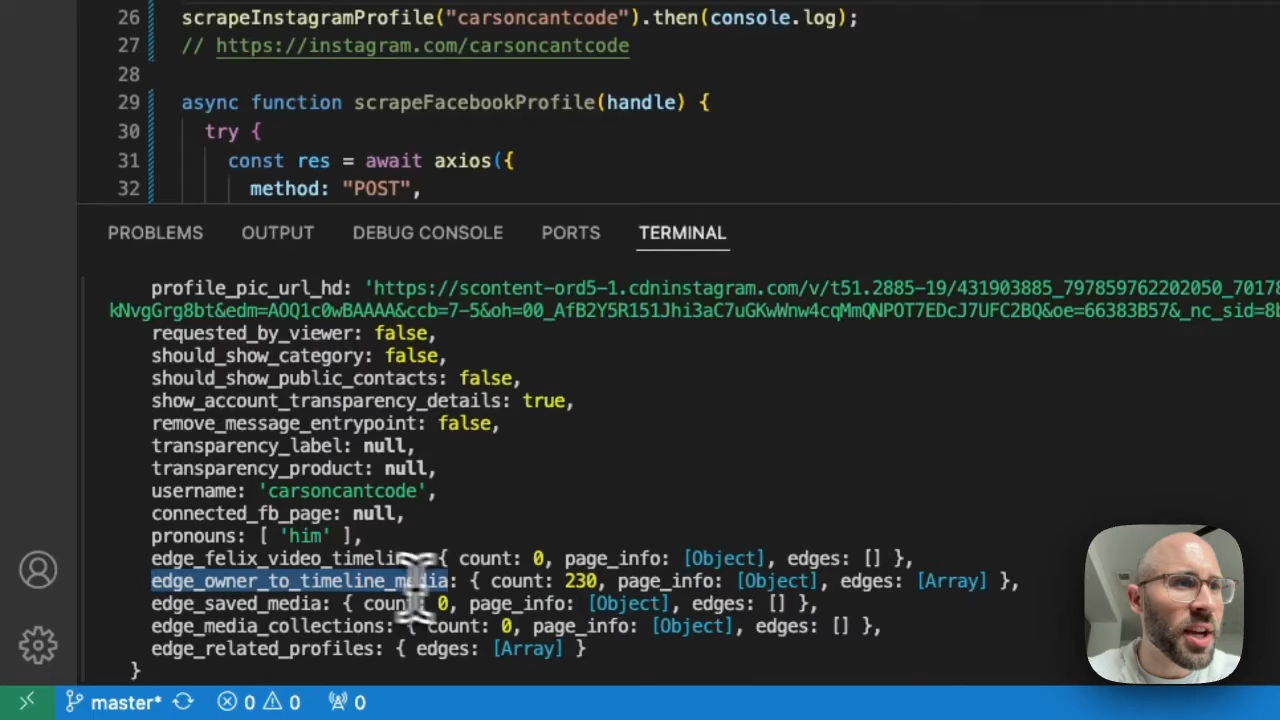 26 scrapeInstagramProfile("carsoncantcode").then(console.log);
27 // https://instagram.com/carsoncantcode
28
29 async function scrapeFacebookProfile(handle) {
30 try {
31 const res = await axios({
32 method: "POST",
PROBLEMS OUTPUT DEBUG CONSOLE PORTS TERMINAL
profile_pic_url_hd: 'https://scontent-ord5-1.cdninstagram.com/v/t51.2885-19/431903885_797859762202050_70178
kNvgGrg8bt&edm=AOQ1c0wBAAAA&ccb=7-5&oh=00_AfB2Y5R151Jhi3aC7uGKwWnw4cqMmQNPOT7EDcJ7UFC2BQ&oe=66383B57&_nc_sid=8b
requested_by_viewer: false,
should_show_category: false,
should_show_public_contacts: false,
show_account_transparency_details: true,
remove_message_entrypoint: false,
transparency_label: null,
transparency_product: null,
username: 'carsoncantcode',
connected_fb_page: null,
pronouns: [ 'him' ],
edge_felix_video_timeline: { count: 0, page_info: [Object], edges: [] },
edge_owner_to_timeline_media: { count: 230, page_info: [Object], edges: [Array] },
edge_saved_media: { count: 0, page_info: [Object], edges: [] },
edge_media_collections: { count: 0, page_info: [Object], edges: [] },
edge_related_profiles: { edges: [Array] }
}
master* 0 0 0